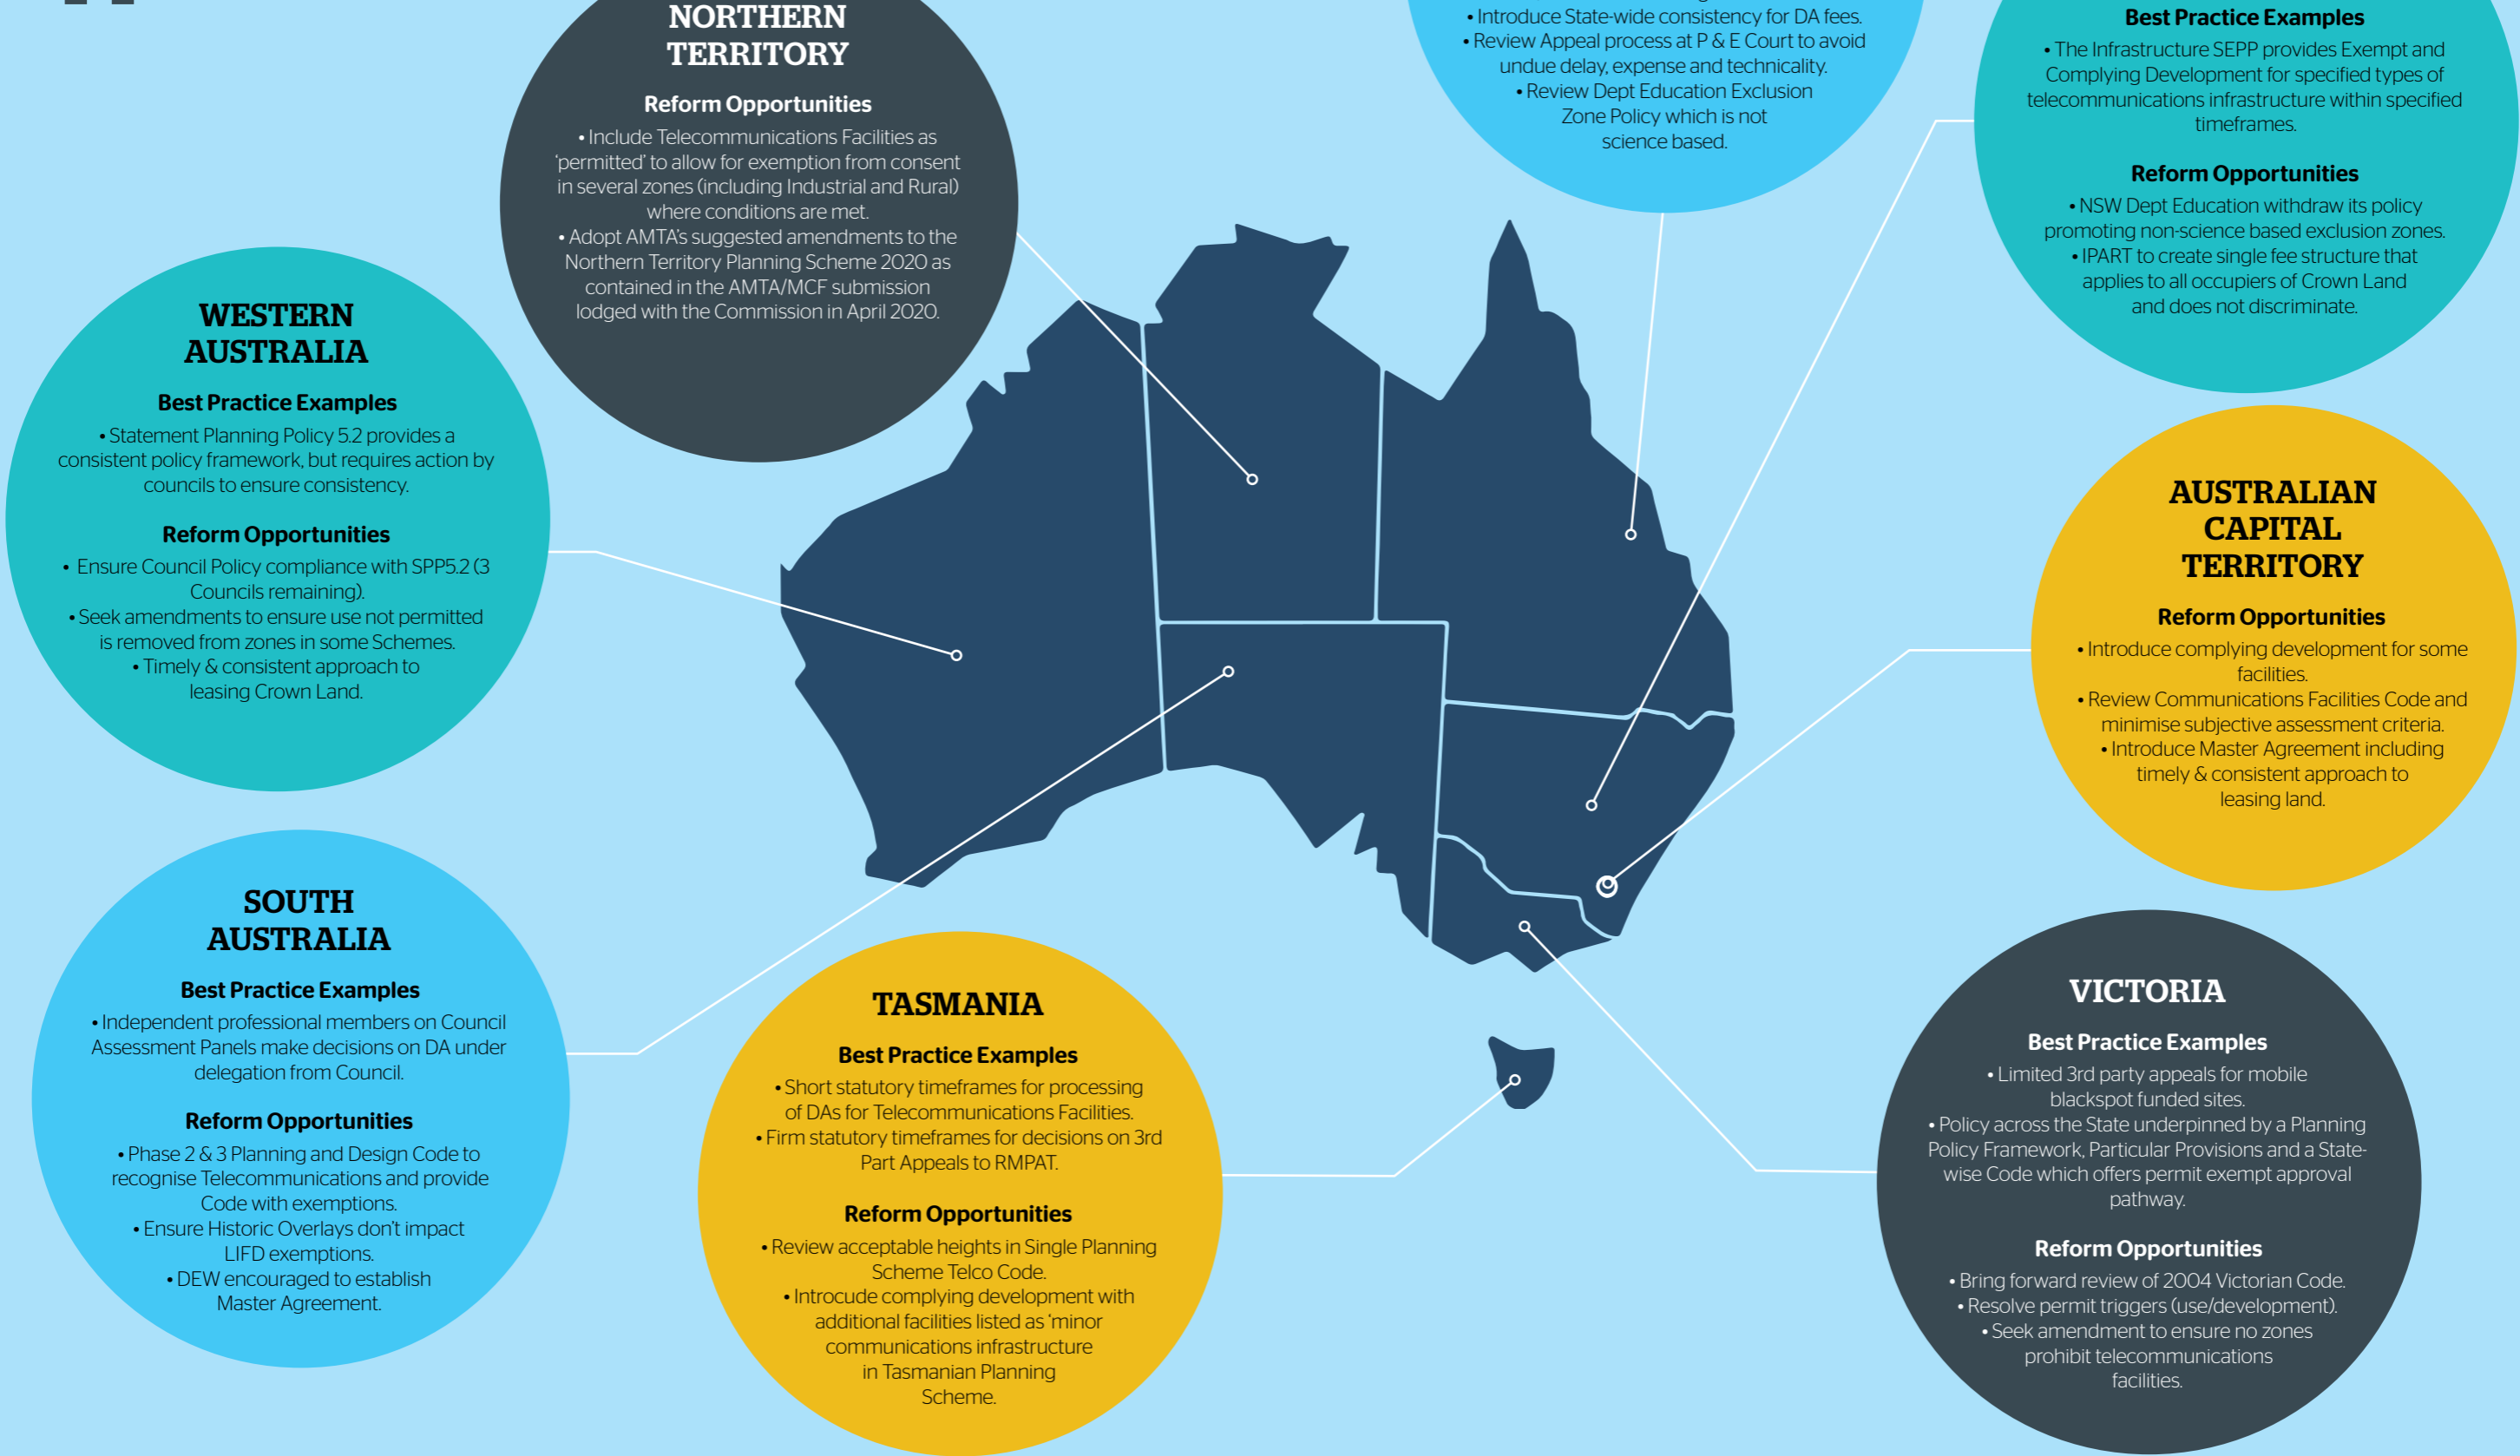 NORTHERN
TERRITORY
Reform Opportunities
• Include Telecommunications Facilities as
‘permitted’ to allow for exemption from consent
in several zones (including Industrial and Rural)
where conditions are met.
• Adopt AMTA’s suggested amendments to the
Northern Territory Planning Scheme 2020 as
contained in the AMTA/MCF submission
lodged with the Commission in April 2020.
• Introduce State-wide consistency for DA fees.
• Review Appeal process at P & E Court to avoid
undue delay, expense and technicality.
• Review Dept Education Exclusion
Zone Policy which is not
science based.
Best Practice Examples
• The Infrastructure SEPP provides Exempt and
Complying Development for specified types of
telecommunications infrastructure within specified
timeframes.
Reform Opportunities
• NSW Dept Education withdraw its policy
promoting non-science based exclusion zones.
• IPART to create single fee structure that
applies to all occupiers of Crown Land
and does not discriminate.
WESTERN
AUSTRALIA
Best Practice Examples
• Statement Planning Policy 5.2 provides a
consistent policy framework, but requires action by
councils to ensure consistency.
Reform Opportunities
• Ensure Council Policy compliance with SPP5.2 (3
Councils remaining).
• Seek amendments to ensure use not permitted
is removed from zones in some Schemes.
• Timely & consistent approach to
leasing Crown Land.
AUSTRALIAN
CAPITAL
TERRITORY
Reform Opportunities
• Introduce complying development for some
facilities.
• Review Communications Facilities Code and
minimise subjective assessment criteria.
• Introduce Master Agreement including
timely & consistent approach to
leasing land.
SOUTH
AUSTRALIA
Best Practice Examples
• Independent professional members on Council
Assessment Panels make decisions on DA under
delegation from Council.
Reform Opportunities
• Phase 2 & 3 Planning and Design Code to
recognise Telecommunications and provide
Code with exemptions.
• Ensure Historic Overlays don’t impact
LIFD exemptions.
• DEW encouraged to establish
Master Agreement.
TASMANIA
Best Practice Examples
• Short statutory timeframes for processing
of DAs for Telecommunications Facilities.
• Firm statutory timeframes for decisions on 3rd
Part Appeals to RMPAT.
Reform Opportunities
• Review acceptable heights in Single Planning
Scheme Telco Code.
• Introcude complying development with
additional facilities listed as ‘minor
communications infrastructure
in Tasmanian Planning
Scheme.
VICTORIA
Best Practice Examples
• Limited 3rd party appeals for mobile
blackspot funded sites.
• Policy across the State underpinned by a Planning
Policy Framework, Particular Provisions and a State-
wise Code which offers permit exempt approval
pathway.
Reform Opportunities
• Bring forward review of 2004 Victorian Code.
• Resolve permit triggers (use/development).
• Seek amendment to ensure no zones
prohibit telecommunications
facilities.